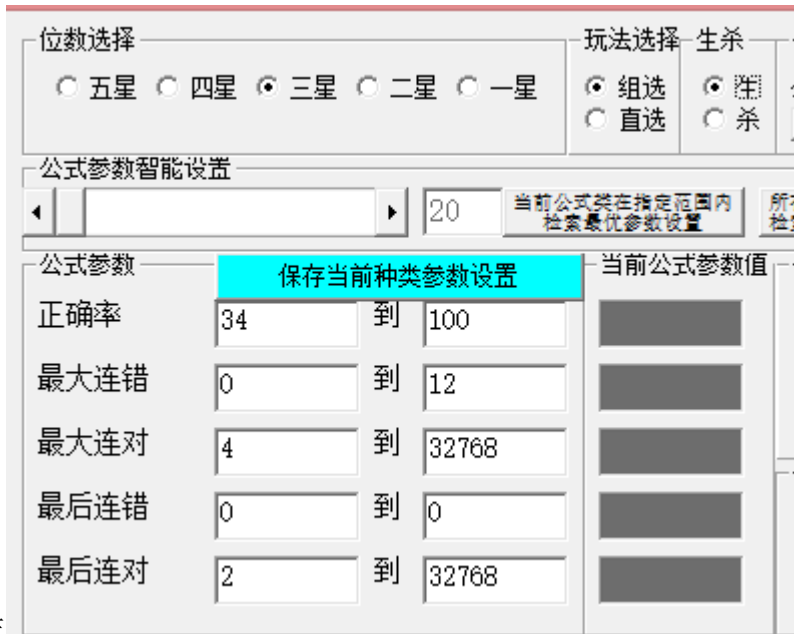 位数选择
玩法选择
生杀
五星 四星 三星 二星 一星
组选
直选
生
杀
公式参数智能设置
20
当前公式类在指定范围内
检索最优参数设置
公式参数
保存当前种类参数设置
当前公式参数值
正确率 34 到 100
最大连错 0 到 12
最大连对 4 到 32768
最后连错 0 到 0
最后连对 2 到 32768